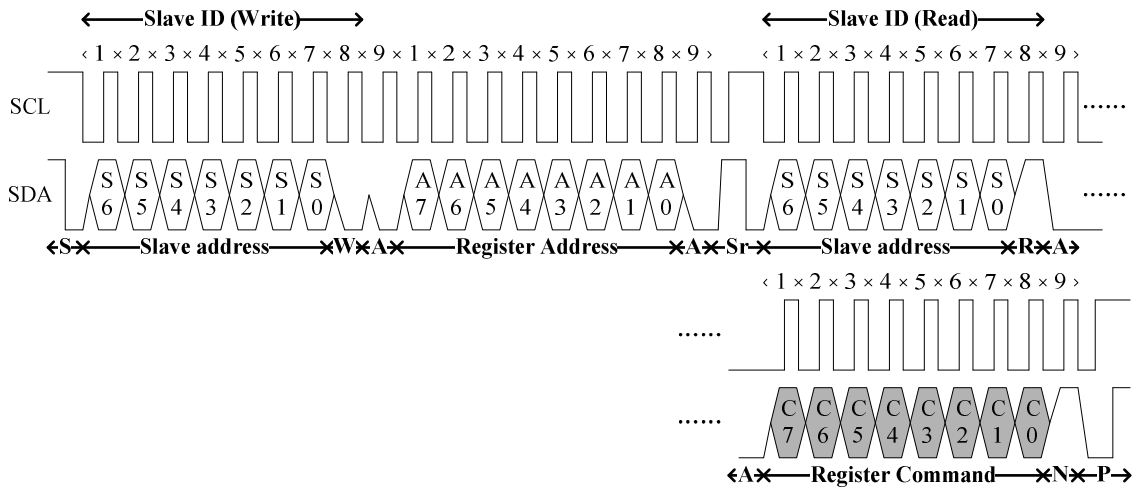 Slave ID (Write) Slave ID (Read)
‹ 1 × 2 × 3 × 4 × 5 × 6 × 7 × 8 × 9 × 1 × 2 × 3 × 4 × 5 × 6 × 7 × 8 × 9 › ‹ 1 × 2 × 3 × 4 × 5 × 6 × 7 × 8 × 9 ›
SCL ......
SDA S6 S5 S4 S3 S2 S1 S0 A7 A6 A5 A4 A3 A2 A1 A0 S6 S5 S4 S3 S2 S1 S0 ......
S Slave address W A Register Address A Sr Slave address R A
‹ 1 × 2 × 3 × 4 × 5 × 6 × 7 × 8 × 9 ›
......
...... C7 C6 C5 C4 C3 C2 C1 C0
A Register Command N P